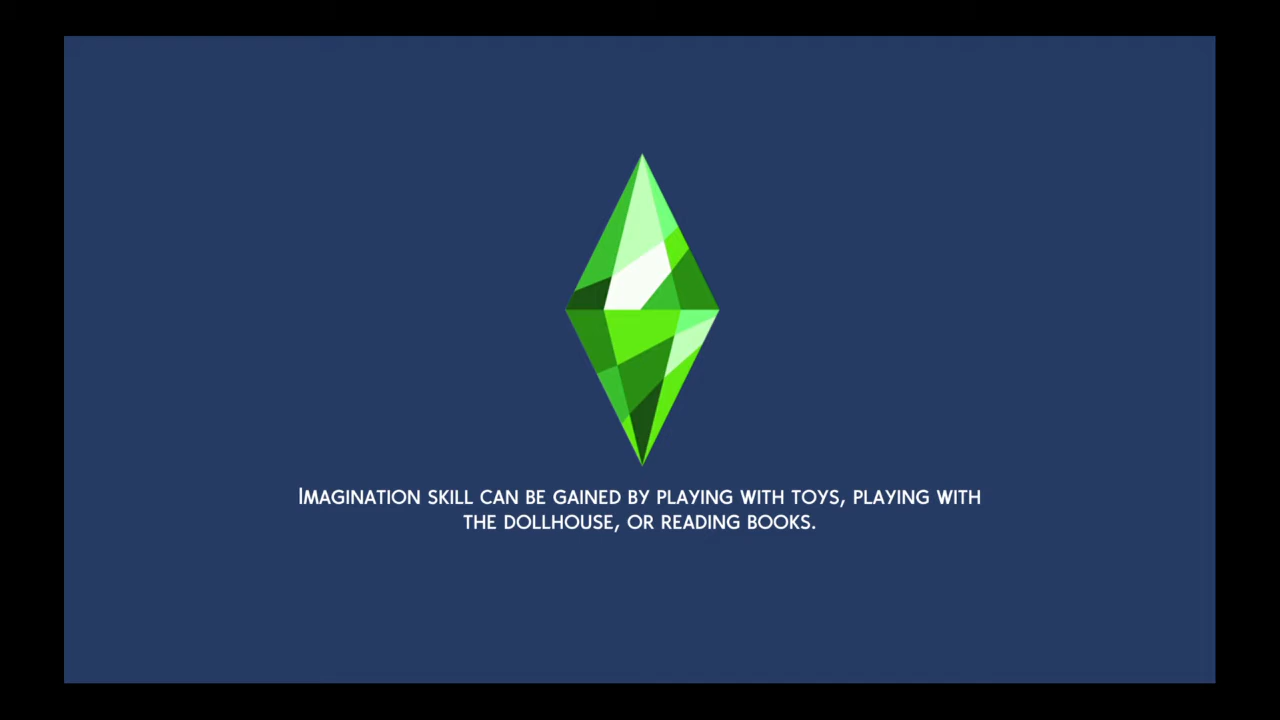 Imagination skill can be gained by playing with toys, playing with
the dollhouse, or reading books.